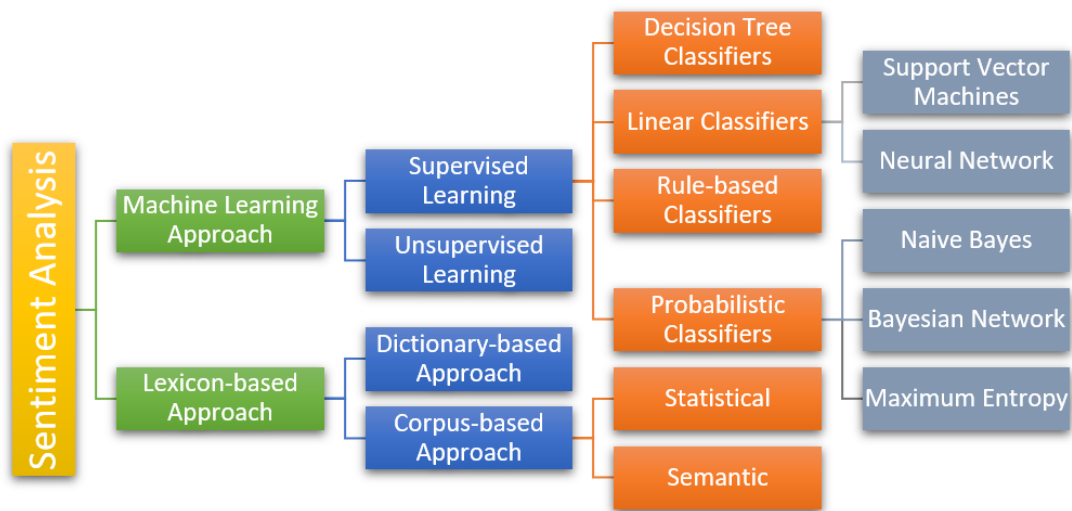 Sentiment Analysis
Machine Learning
Approach
Lexicon-based
Approach
Supervised
Learning
Unsupervised
Learning
Dictionary-based
Approach
Corpus-based
Approach
Decision Tree
Classifiers
Linear Classifiers
Rule-based
Classifiers
Probabilistic
Classifiers
Statistical
Semantic
Support Vector
Machines
Neural Network
Naive Bayes
Bayesian Network
Maximum Entropy